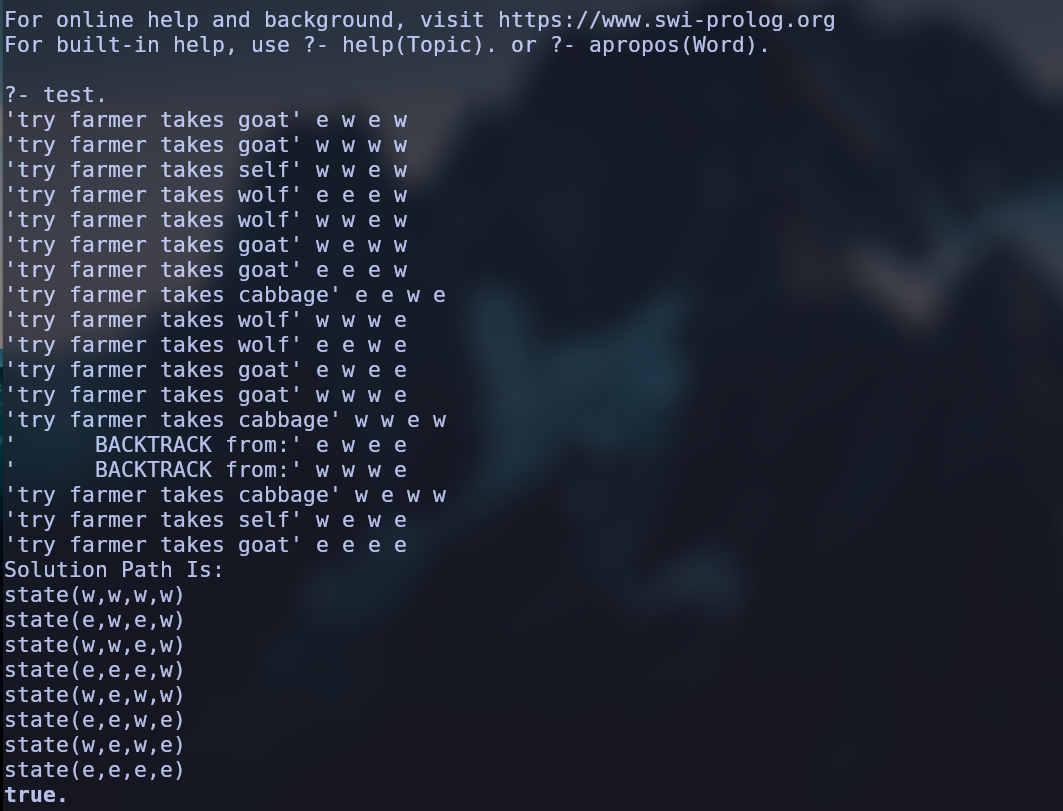 For online help and background, visit https://www.swi-prolog.org
For built-in help, use ?- help(Topic). or ?- apropos(Word).
?- test.
'try farmer takes goat' e w e w
'try farmer takes goat' w w w w
'try farmer takes self' w w e w
'try farmer takes wolf' e e e w
'try farmer takes wolf' w w e w
'try farmer takes goat' w e w w
'try farmer takes goat' e e e w
'try farmer takes cabbage' e e w e
'try farmer takes wolf' w w w e
'try farmer takes wolf' e e w e
'try farmer takes goat' e w e e
'try farmer takes goat' w w w e
'try farmer takes cabbage' w w e w
'      BACKTRACK from:' e w e e
'      BACKTRACK from:' w w w e
'try farmer takes cabbage' w e w w
'try farmer takes self' w e w e
'try farmer takes goat' e e e e
Solution Path Is:
state(w,w,w,w)
state(e,w,e,w)
state(w,w,e,w)
state(e,e,e,w)
state(w,e,w,w)
state(e,e,w,e)
state(w,e,w,e)
state(e,e,e,e)
true.